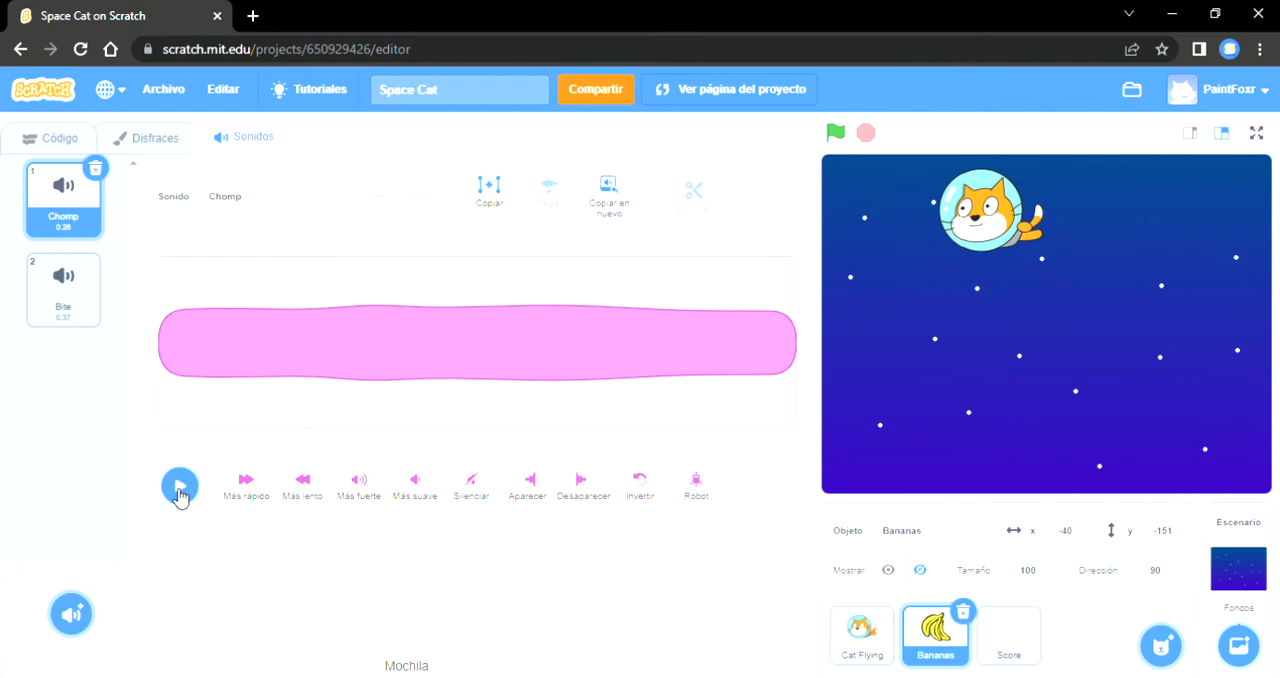 Space Cat on Scratch
scratch.mit.edu/projects/650929426/editor
SCRATCH
Archivo
Editar
Tutoriales
Space Cat
Compartir
Ver página del proyecto
PaintFoxr
Código
Disfraces
Sonidos
1
Chomp
0.26
2
Bite
0.37
Sonido
Chomp
Copiar
Copiar en
nuevo
Más rápido
Más lento
Más fuerte
Más suave
Silenciar
Aparecer
Desaparecer
Invertir
Robot
Objeto
Bananas
x
-40
y
-151
Mostrar
Tamaño
100
Dirección
90
Escenario
Fondos
Cat Flying
Bananas
Score
Mochila